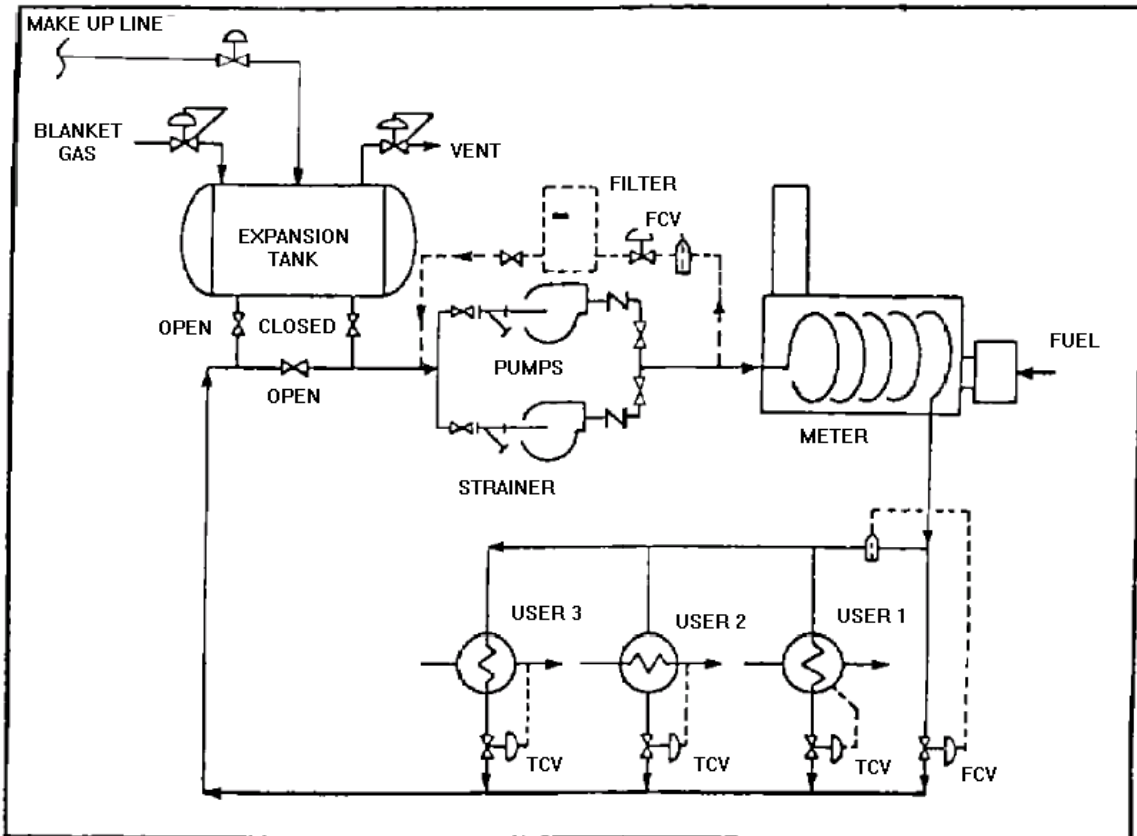 MAKE UP LINE
BLANKET
GAS
VENT
EXPANSION
TANK
FILTER
FCV
OPEN
CLOSED
OPEN
PUMPS
STRAINER
FUEL
METER
USER 3
USER 2
USER 1
TCV
TCV
TCV
FCV